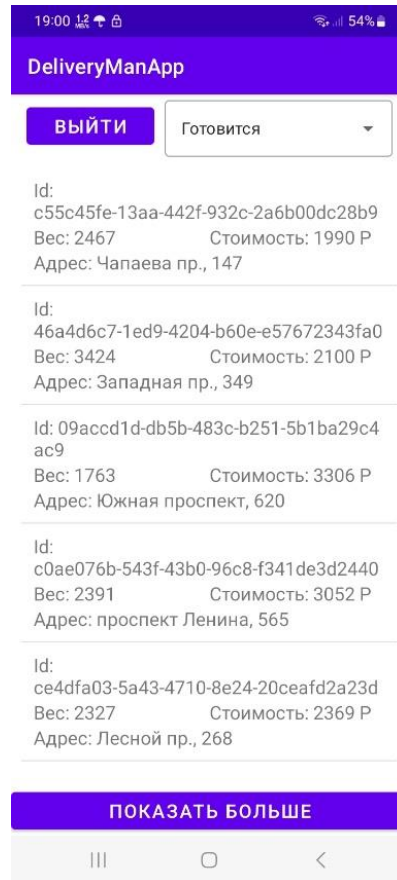 19:00 1.2 MB/s 54%
DeliveryManApp
ВЫЙТИ Готовится
Id:
c55c45fe-13aa-442f-932c-2a6b00dc28b9
Вес: 2467 Стоимость: 1990 Р
Адрес: Чапаева пр., 147
Id:
46a4d6c7-1ed9-4204-b60e-e57672343fa0
Вес: 3424 Стоимость: 2100 Р
Адрес: Западная пр., 349
Id: 09accd1d-db5b-483c-b251-5b1ba29c4
ac9
Вес: 1763 Стоимость: 3306 Р
Адрес: Южная проспект, 620
Id:
c0ae076b-543f-43b0-96c8-f341de3d2440
Вес: 2391 Стоимость: 3052 Р
Адрес: проспект Ленина, 565
Id:
ce4dfa03-5a43-4710-8e24-20ceafd2a23d
Вес: 2327 Стоимость: 2369 Р
Адрес: Лесной пр., 268
ПОКАЗАТЬ БОЛЬШЕ